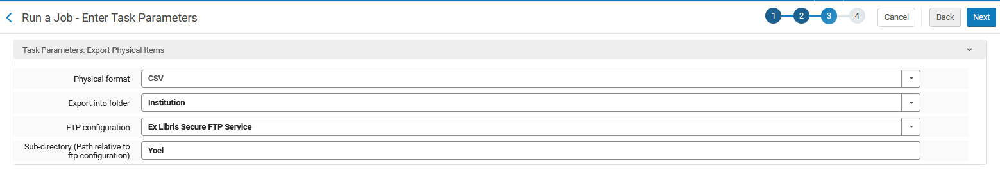 Run a Job - Enter Task Parameters
1 2 3 4 Cancel Back Next
Task Parameters: Export Physical Items
Physical format CSV
Export into folder Institution
FTP configuration Ex Libris Secure FTP Service
Sub-directory (Path relative to
ftp configuration) Yoel